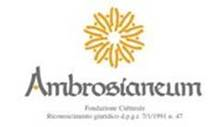 Ambrosianeum
Fondazione Culturale
Riconoscimento giuridico d.p.g.r. 7/1/1991 n. 47